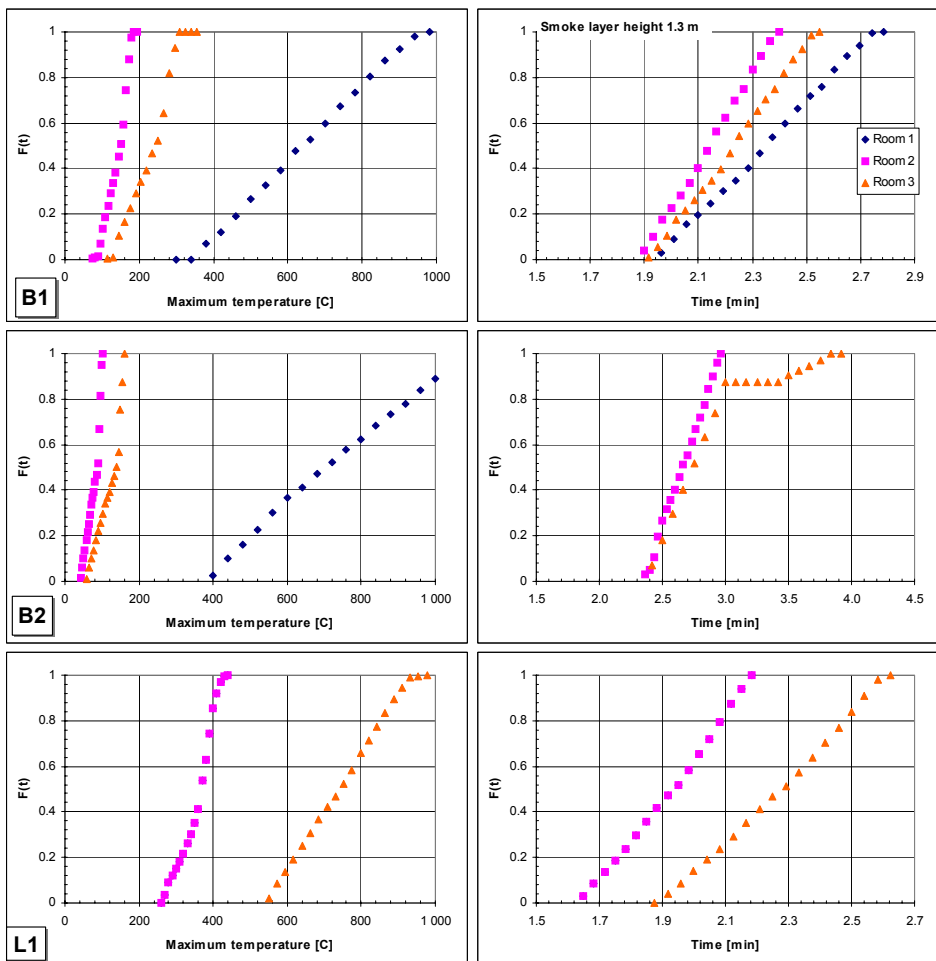 Smoke layer height 1.3 m
1
0.8
0.6
0.4
0.2
0
F(t)
0 200 400 600 800 1000
Maximum temperature [C]
B1
1
0.8
0.6
0.4
0.2
0
F(t)
1.5 1.7 1.9 2.1 2.3 2.5 2.7 2.9
Time [min]
Room 1
Room 2
Room 3
1
0.8
0.6
0.4
0.2
0
F(t)
0 200 400 600 800 1 000
Maximum temperature [C]
B2
1
0.8
0.6
0.4
0.2
0
F(t)
1.5 2.0 2.5 3.0 3.5 4.0 4.5
Time [min]
1
0.8
0.6
0.4
0.2
0
F(t)
0 200 400 600 800 1000
Maximum temperature [C]
L1
1
0.8
0.6
0.4
0.2
0
F(t)
1.5 1.7 1.9 2.1 2.3 2.5 2.7
Time [min]